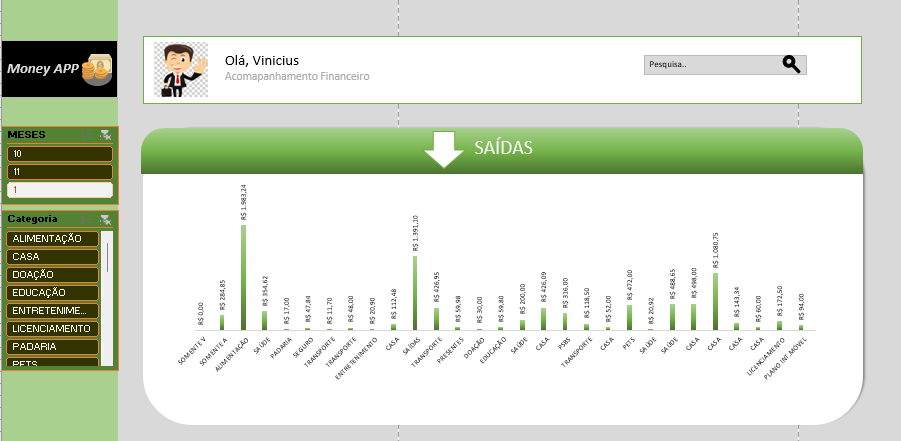 Money APP
Olá, Vinicius
Acomapanhamento Financeiro
Pesquisa..
MESES
10
11
1
Categoria
ALIMENTAÇÃO
CASA
DOAÇÃO
EDUCAÇÃO
ENTRETENIME...
LICENCIAMENTO
PADARIA
PETS
SAÍDAS
R$ 0,00
R$ 284,85
R$ 1.983,24
R$ 354,62
R$ 17,00
R$ 47,84
R$ 11,70
R$ 48,00
R$ 20,90
R$ 112,48
R$ 1.391,10
R$ 426,95
R$ 59,98
R$ 30,00
R$ 59,80
R$ 200,00
R$ 426,09
R$ 316,00
R$ 118,50
R$ 52,00
R$ 472,00
R$ 20,92
R$ 488,65
R$ 498,00
R$ 1.080,75
R$ 143,34
R$ 60,00
R$ 172,50
R$ 94,00
SOMENTE V
SOMENTE A
ALIMENTAÇÃO
SAÚDE
PADARIA
SEGURO
TRANSPORTE
TRANSPORTE
ENTRETENIMENTO
CASA
SAÍDAS
TRANSPORTE
PRESENTES
DOAÇÃO
EDUCAÇÃO
SAÚDE
CASA
PSBS
TRANSPORTE
CASA
PETS
SAÚDE
SAÚDE
CASA
CASA
CASA
CASA
LICENCIAMENTO
PLANO INT.MOVEL